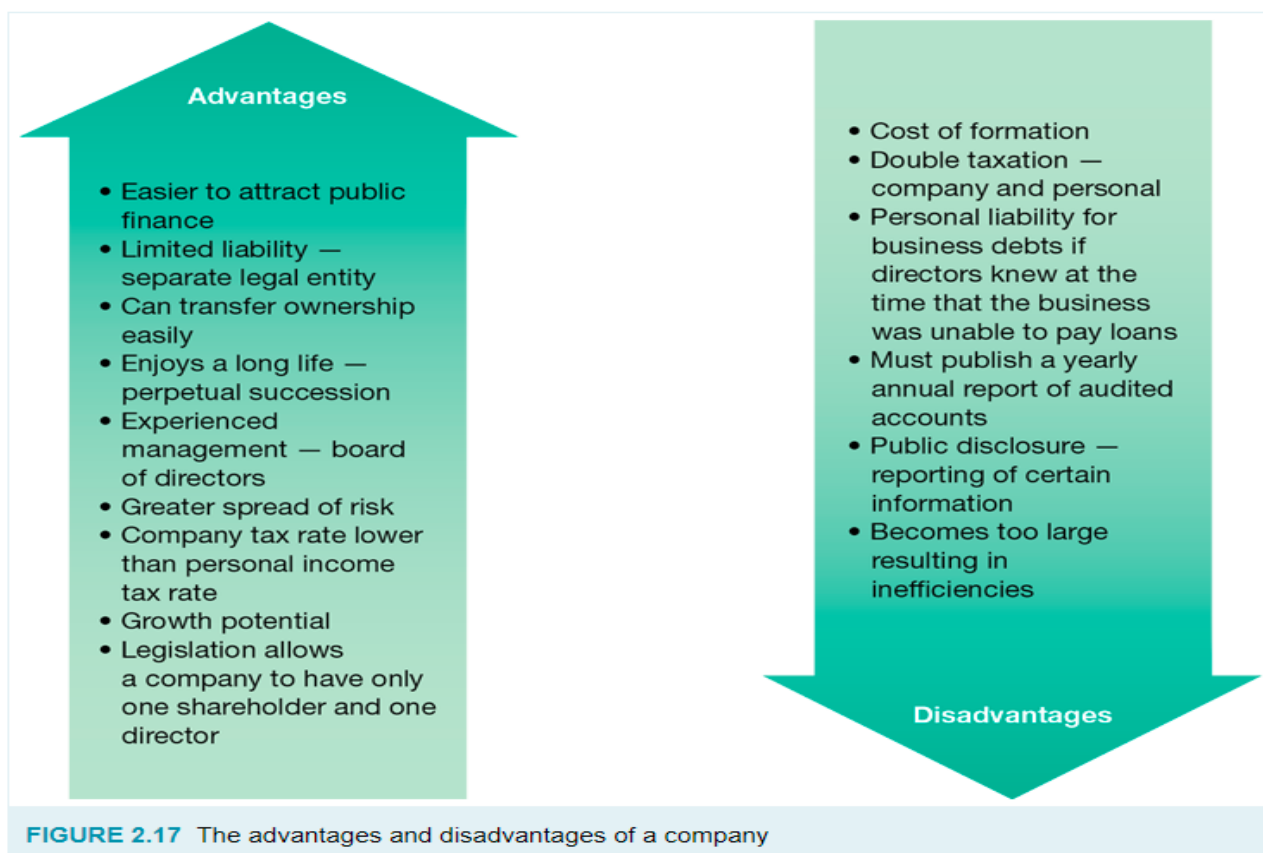 Advantages
• Easier to attract public
finance
• Limited liability —
separate legal entity
• Can transfer ownership
easily
• Enjoys a long life —
perpetual succession
• Experienced
management — board
of directors
• Greater spread of risk
• Company tax rate lower
than personal income
tax rate
• Growth potential
• Legislation allows
a company to have only
one shareholder and one
director
• Cost of formation
• Double taxation —
company and personal
• Personal liability for
business debts if
directors knew at the
time that the business
was unable to pay loans
• Must publish a yearly
annual report of audited
accounts
• Public disclosure —
reporting of certain
information
• Becomes too large
resulting in
inefficiencies
Disadvantages
FIGURE 2.17 The advantages and disadvantages of a company